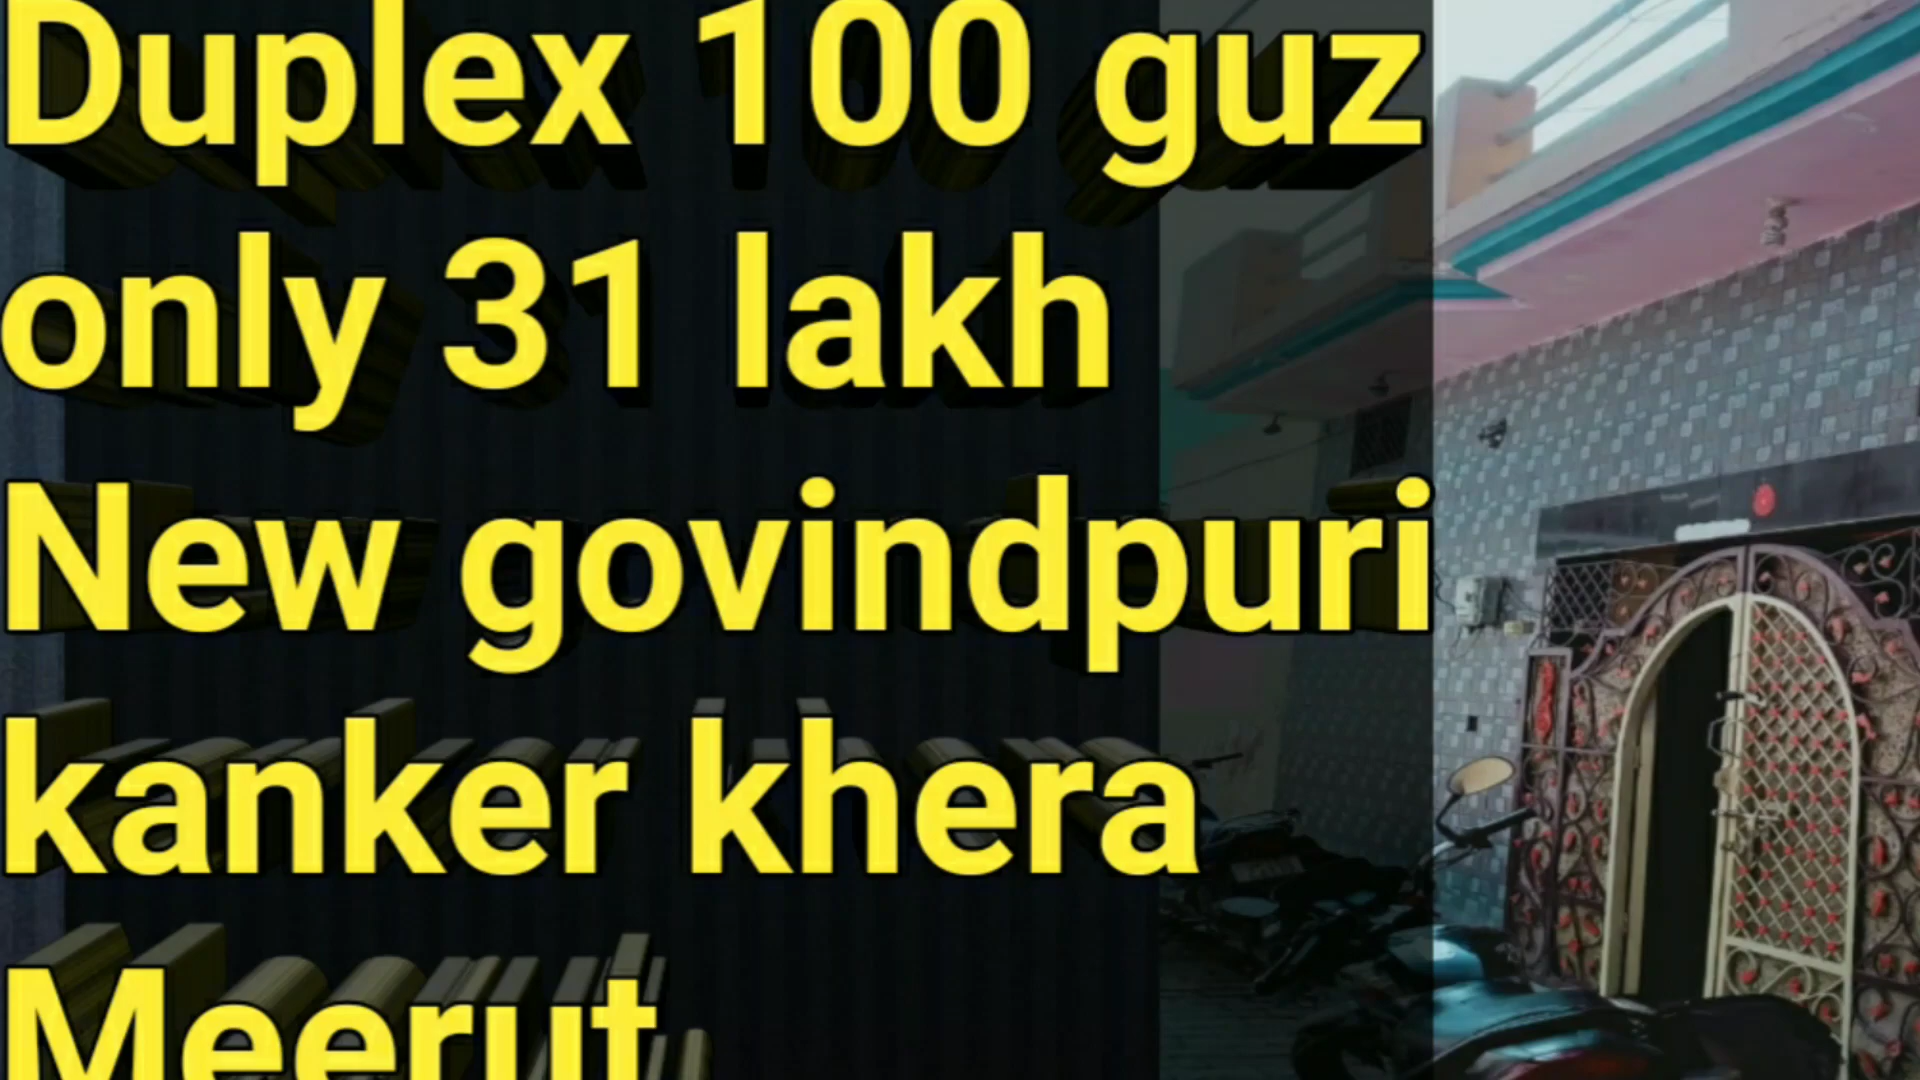 Duplex 100 guz
only 31 lakh
New govindpuri
kanker khera
Meerut